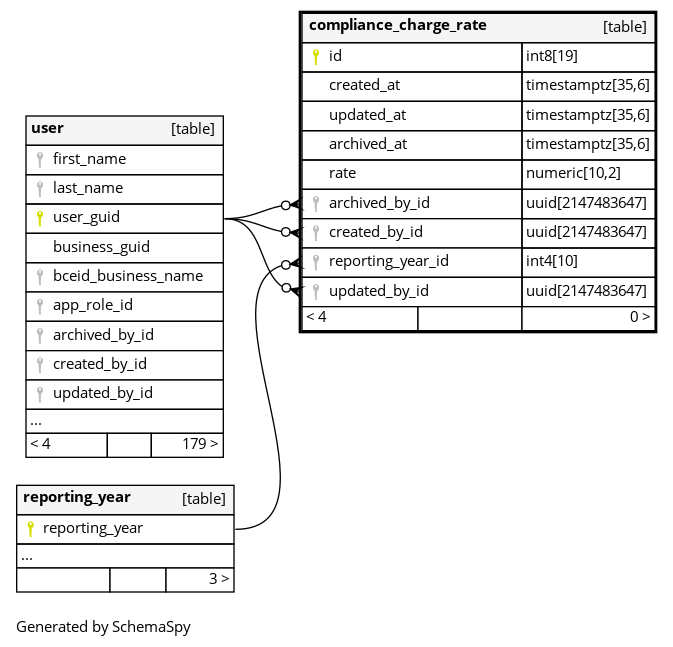 compliance_charge_rate [table]
id int8[19]
created_at timestamptz[35,6]
updated_at timestamptz[35,6]
archived_at timestamptz[35,6]
rate numeric[10,2]
archived_by_id uuid[2147483647]
created_by_id uuid[2147483647]
reporting_year_id int4[10]
updated_by_id uuid[2147483647]
< 4 0 >
user [table]
first_name
last_name
user_guid
business_guid
bceid_business_name
app_role_id
archived_by_id
created_by_id
updated_by_id
...
< 4 179 >
reporting_year [table]
reporting_year
...
3 >
Generated by SchemaSpy